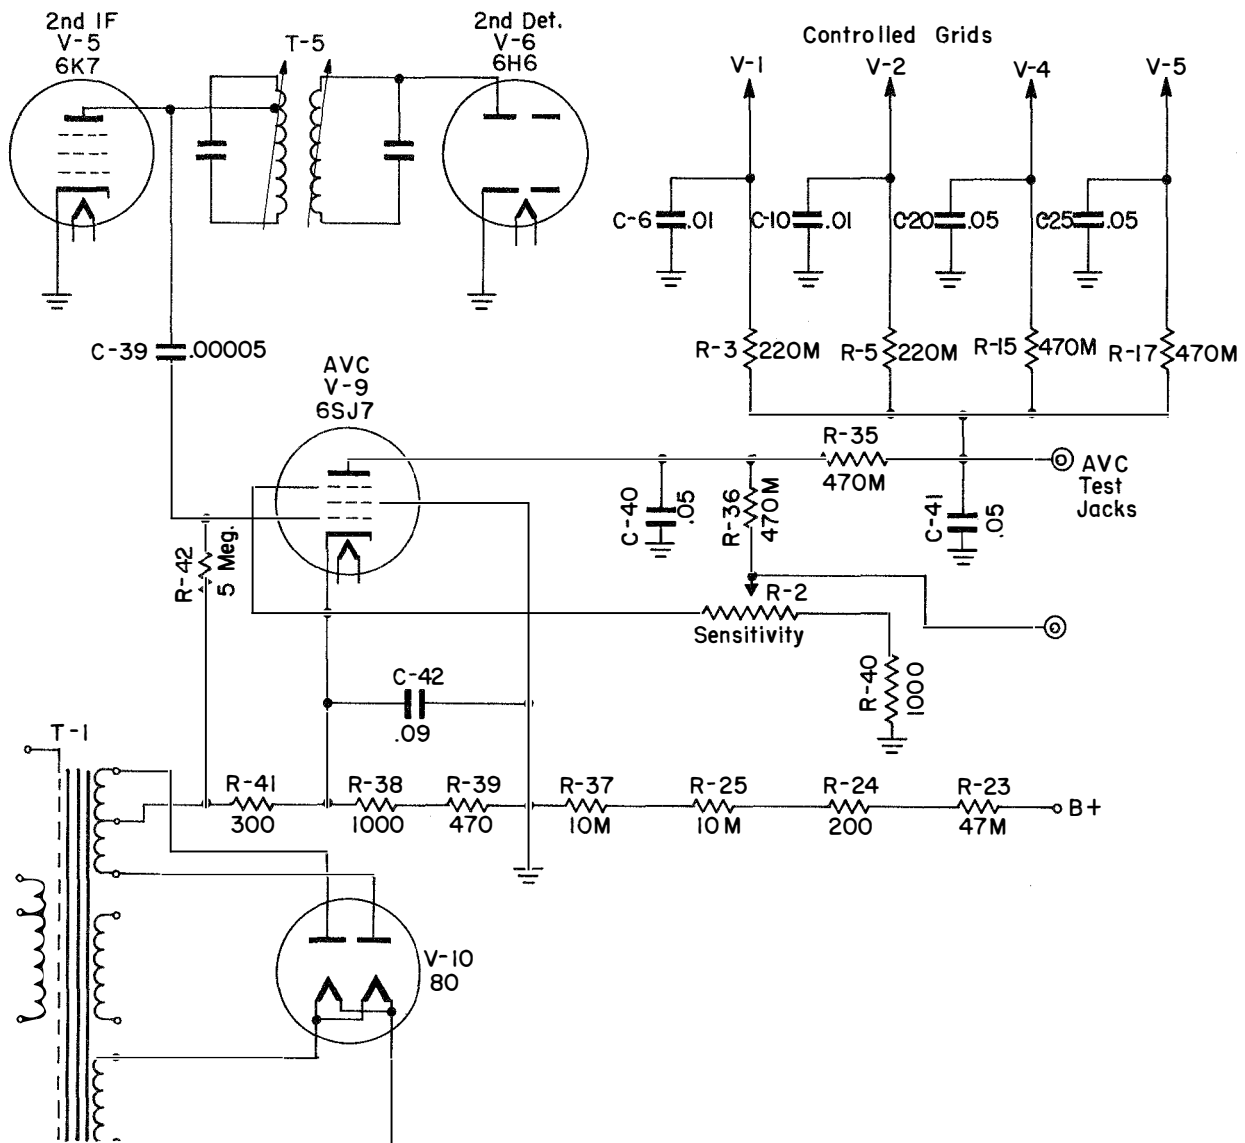 2nd IF
V-5
6K7
T-5
2nd Det.
V-6
6H6
Controlled Grids
V-1
V-2
V-4
V-5
C-6
.01
C-10
.01
C20
.05
C25
.05
R-3
220M
R-5
220M
R-15
470M
R-17
470M
C-39
.00005
AVC
V-9
6SJ7
R-35
470M
AVC
Test
Jacks
C-40
.05
R-36
470M
C-41
.05
R-42
5 Meg.
R-2
Sensitivity
R-40
1000
C-42
.09
T-1
R-41
300
R-38
1000
R-39
470
R-37
10M
R-25
10M
R-24
200
R-23
47M
B+
V-10
80